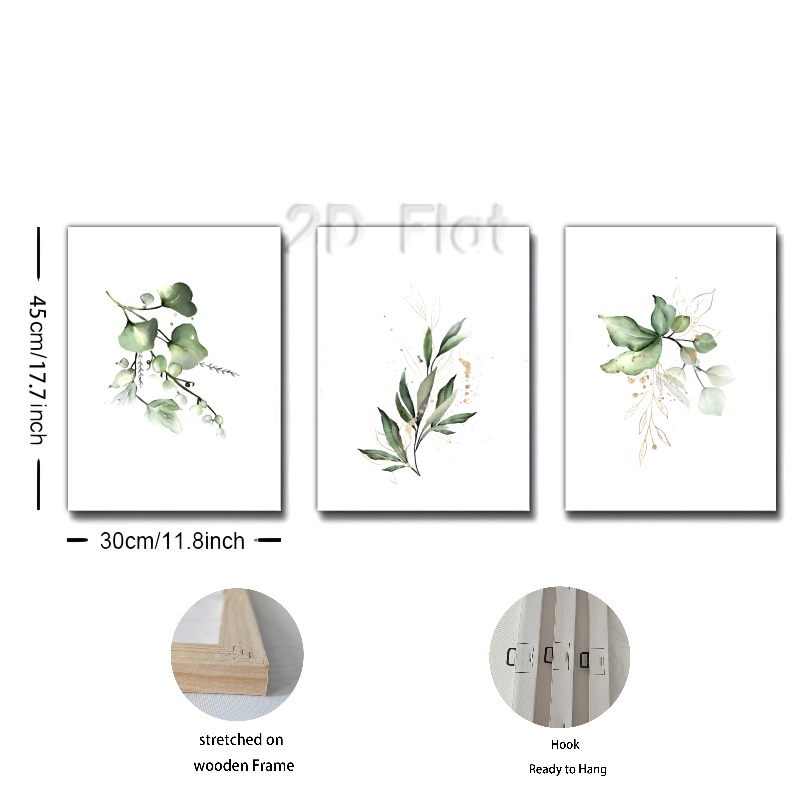 2D Flat
45cm/17.7inch
30cm/11.8inch
stretched on
wooden Frame
Hook
Ready to Hang